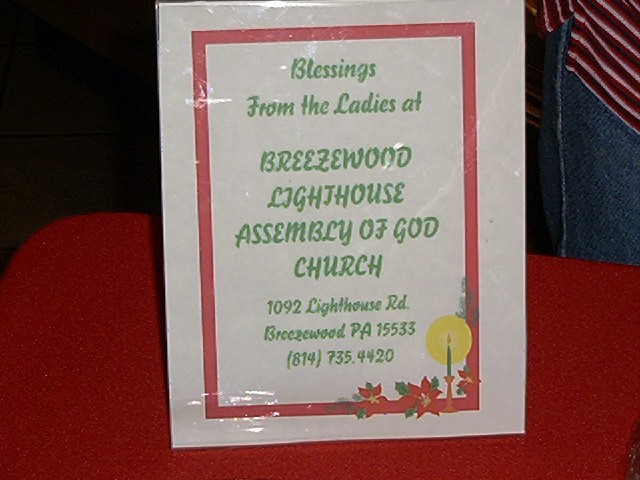 Blessings
From the Ladies at
BREEZEWOOD
LIGHTHOUSE
ASSEMBLY OF GOD
CHURCH
1092 Lighthouse Rd.
Breezewood PA 15533
(814) 735.4420